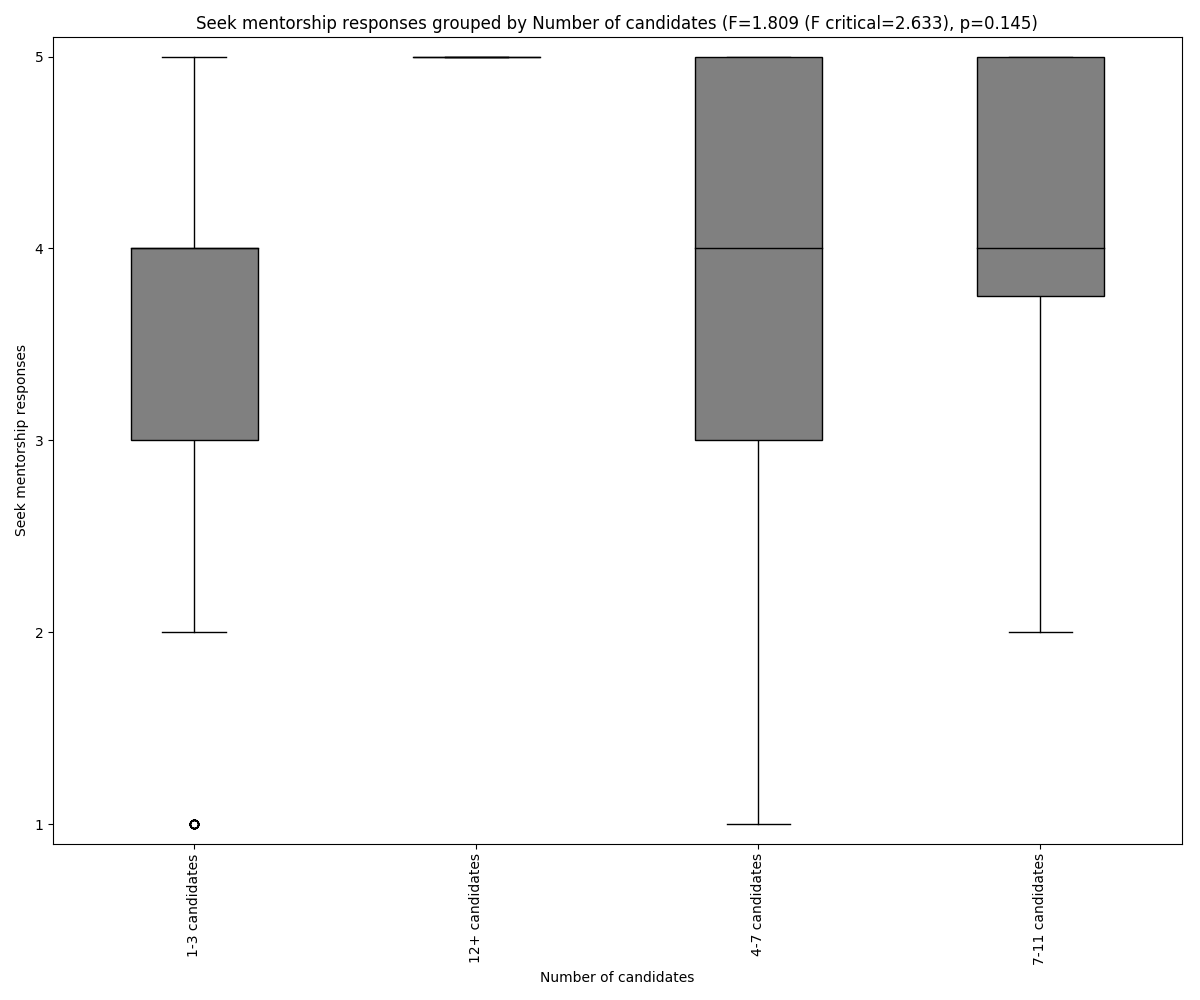 Seek mentorship responses grouped by Number of candidates (F=1.809 (F critical=2.633), p=0.145)
5
4
3
2
1
Seek mentorship responses
1-3 candidates
12+ candidates
4-7 candidates
7-11 candidates
Number of candidates